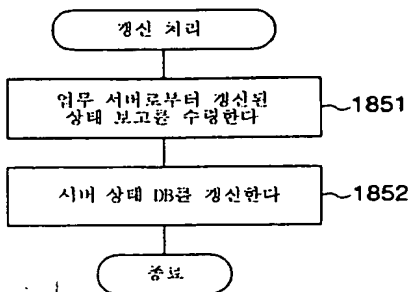 갱신 처리
업무 서버로부터 갱신된
상태 보고를 수령한다
1851
서버 상태 DB를 갱신한다
1852
종료